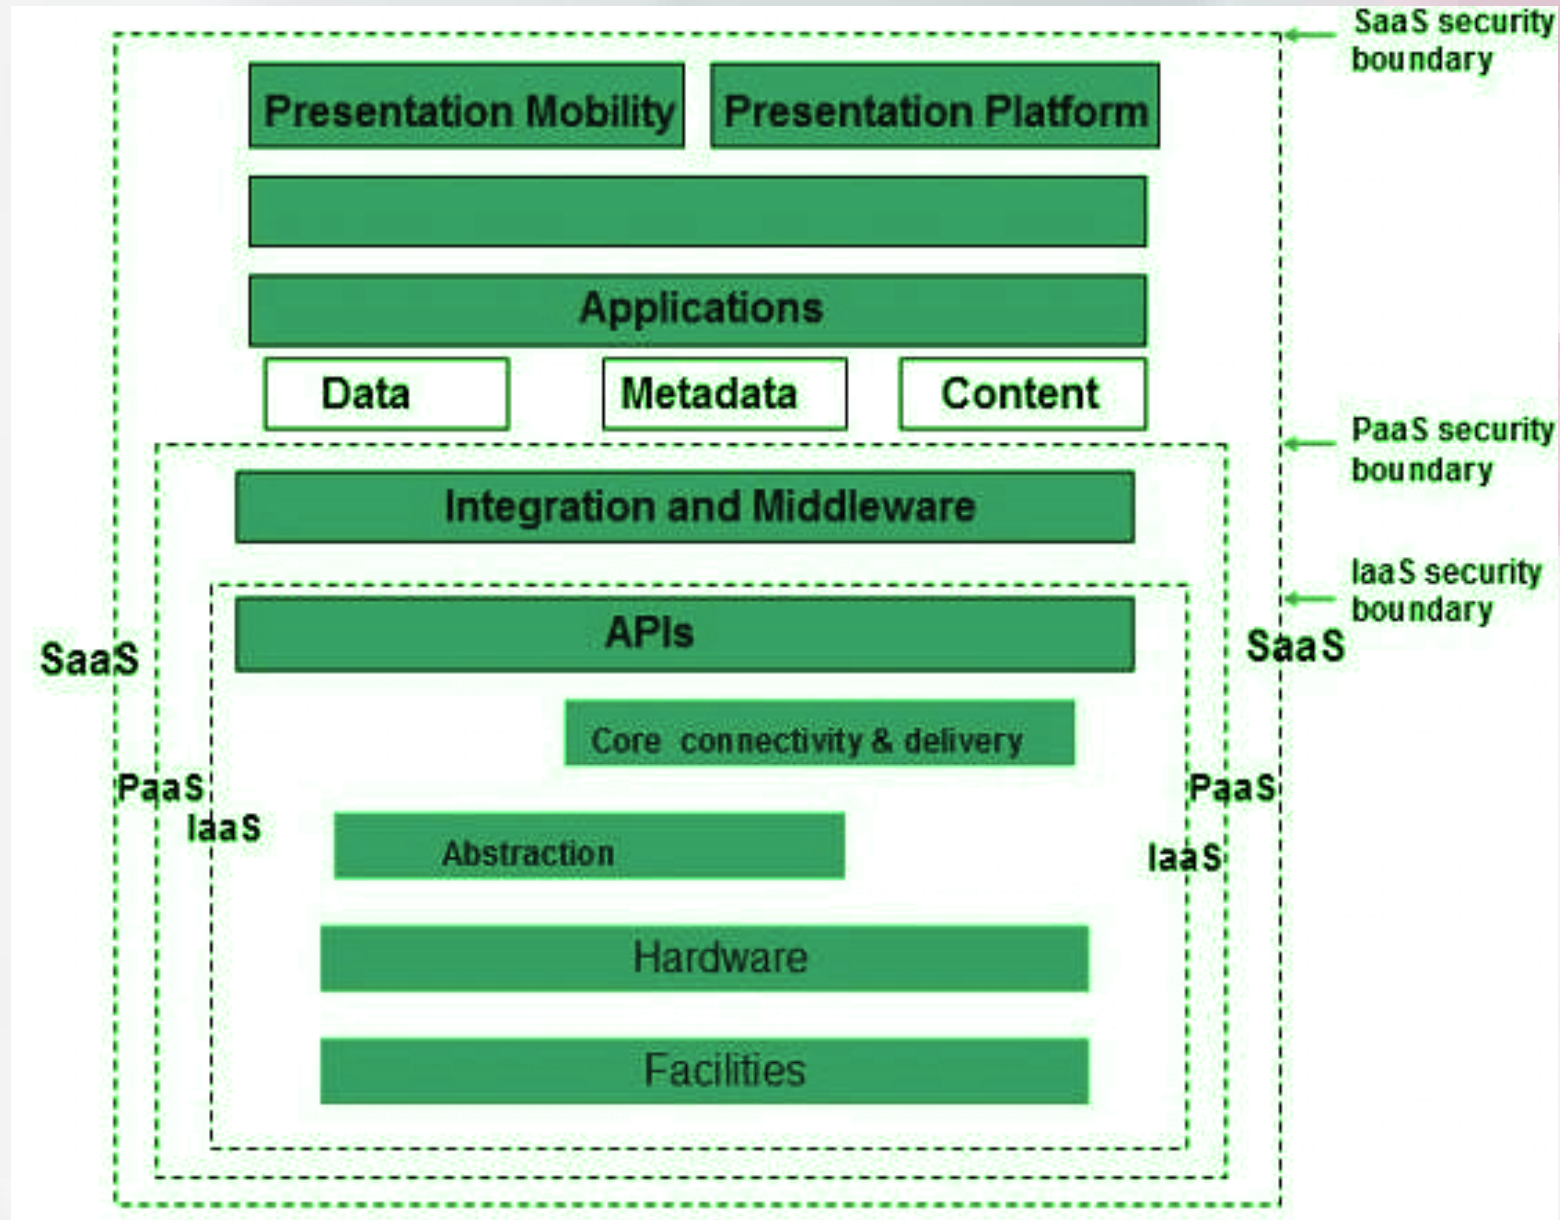 SaaS security
boundary
Presentation Mobility
Presentation Platform
Applications
Data
Metadata
Content
PaaS security
boundary
Integration and Middleware
IaaS security
boundary
APIs
SaaS
SaaS
Core connectivity & delivery
PaaS
PaaS
IaaS
Abstraction
IaaS
Hardware
Facilities